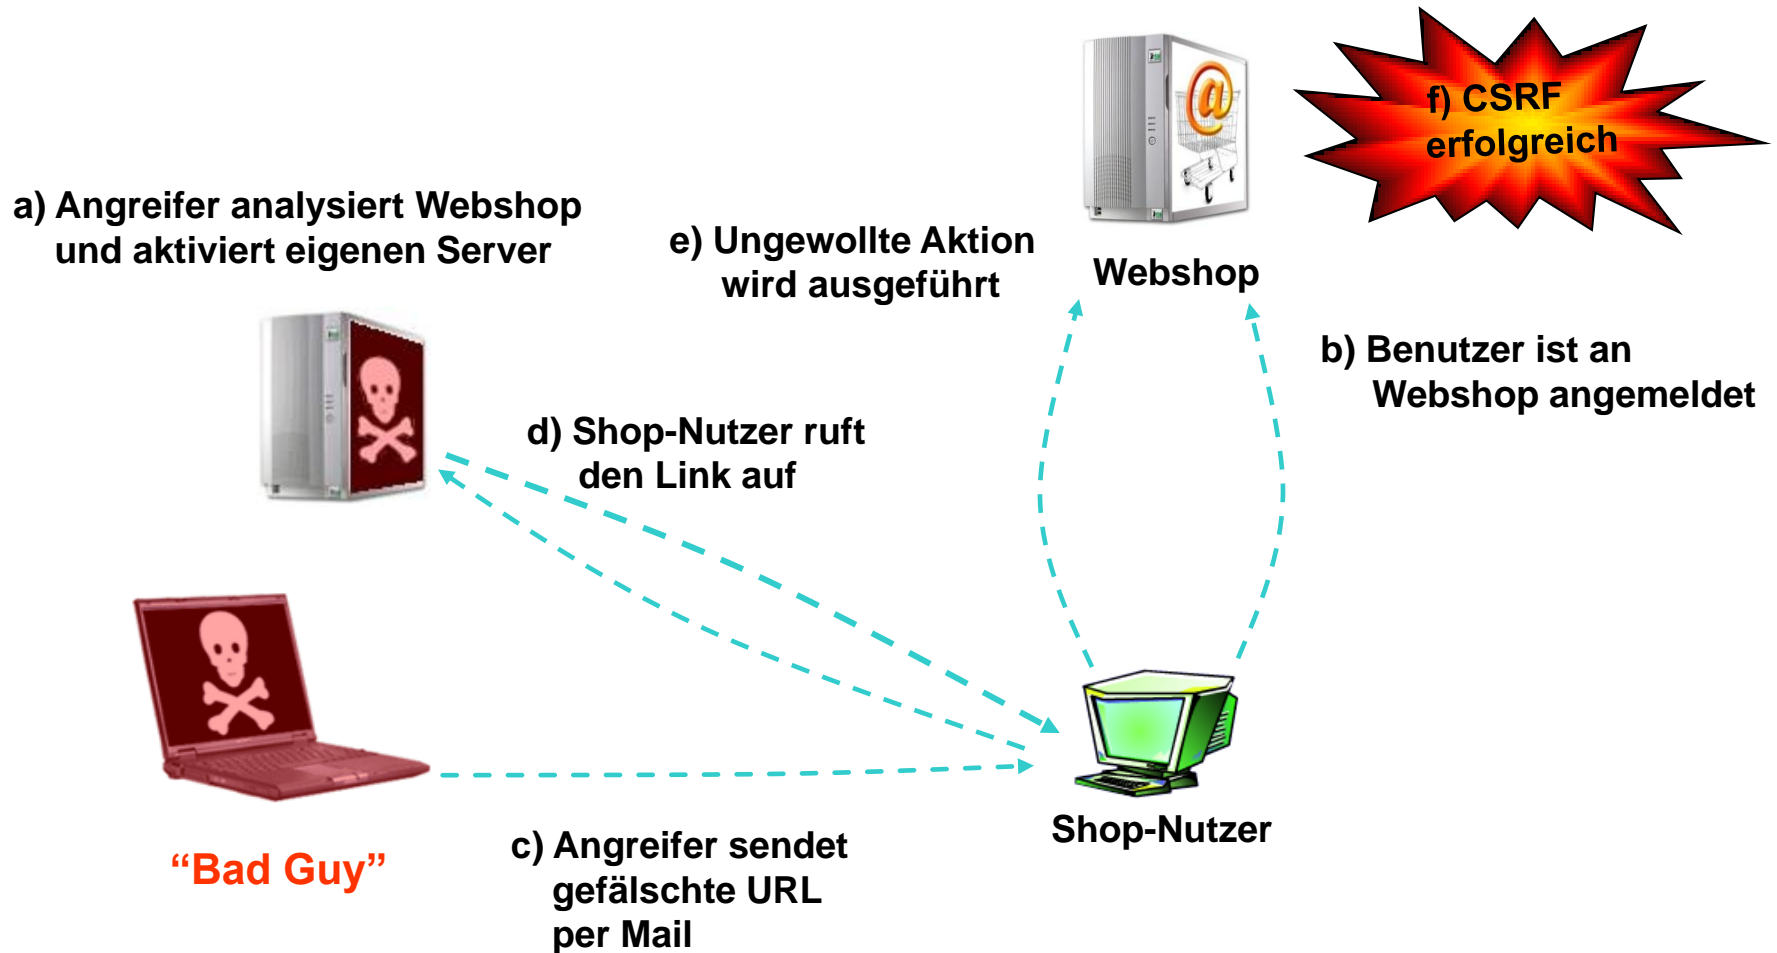 f) CSRF
erfolgreich
a) Angreifer analysiert Webshop
und aktiviert eigenen Server
e) Ungewollte Aktion
wird ausgeführt
Webshop
b) Benutzer ist an
Webshop angemeldet
d) Shop-Nutzer ruft
den Link auf
Shop-Nutzer
“Bad Guy”
c) Angreifer sendet
gefälschte URL
per Mail